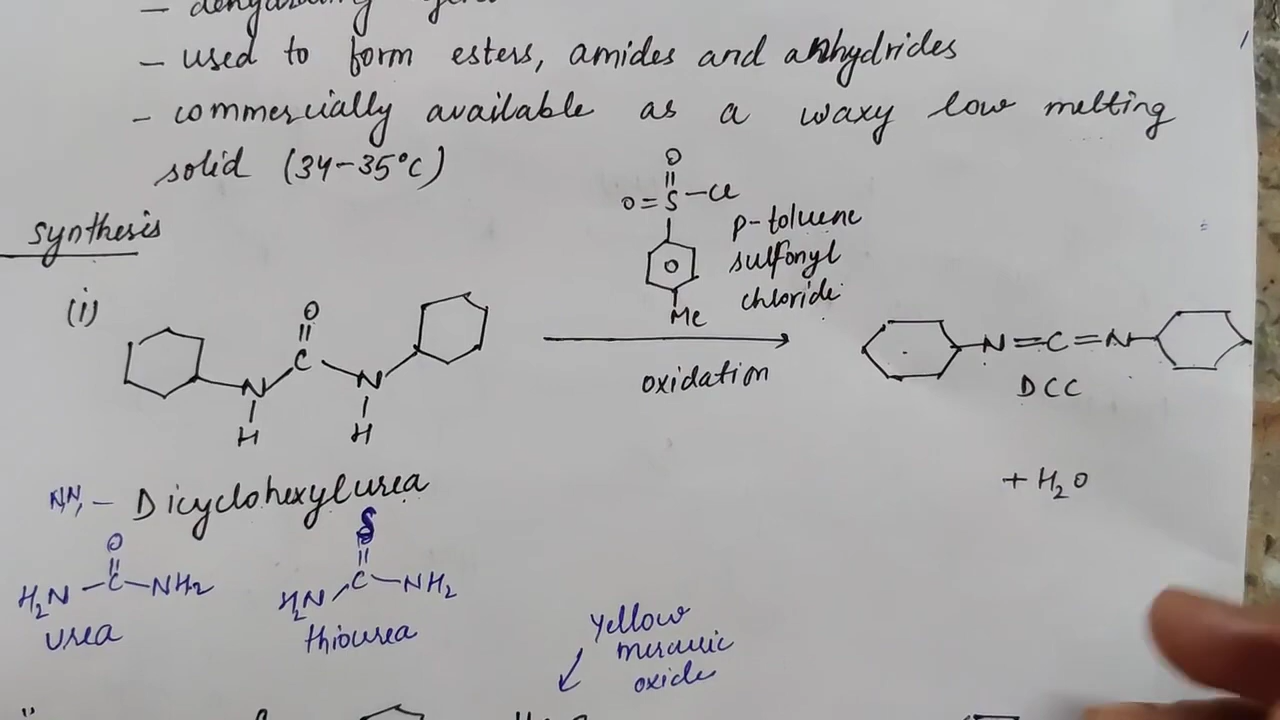 - used to form esters, amides and anhydrides
- commercially available as a waxy low melting
solid (34-35°C)
Synthesis
O
O=S-Cl
p-toluene
sulfonyl
chloride
Me
(i)
O
C
N N
H H
oxidation
N=C=N
DCC
+ H2O
N,N,- Dicyclohexylurea
O
H2N-C-NH2
urea
S
H2N-C-NH2
thiourea
Yellow
mercuric
oxide